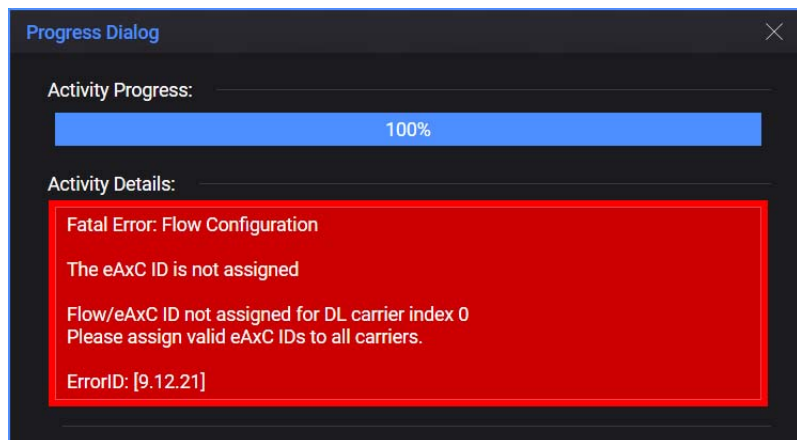 Progress Dialog
Activity Progress:
100%
Activity Details:
Fatal Error: Flow Configuration
The eAxC ID is not assigned
Flow/eAxC ID not assigned for DL carrier index 0
Please assign valid eAxC IDs to all carriers.
ErrorID: [9.12.21]